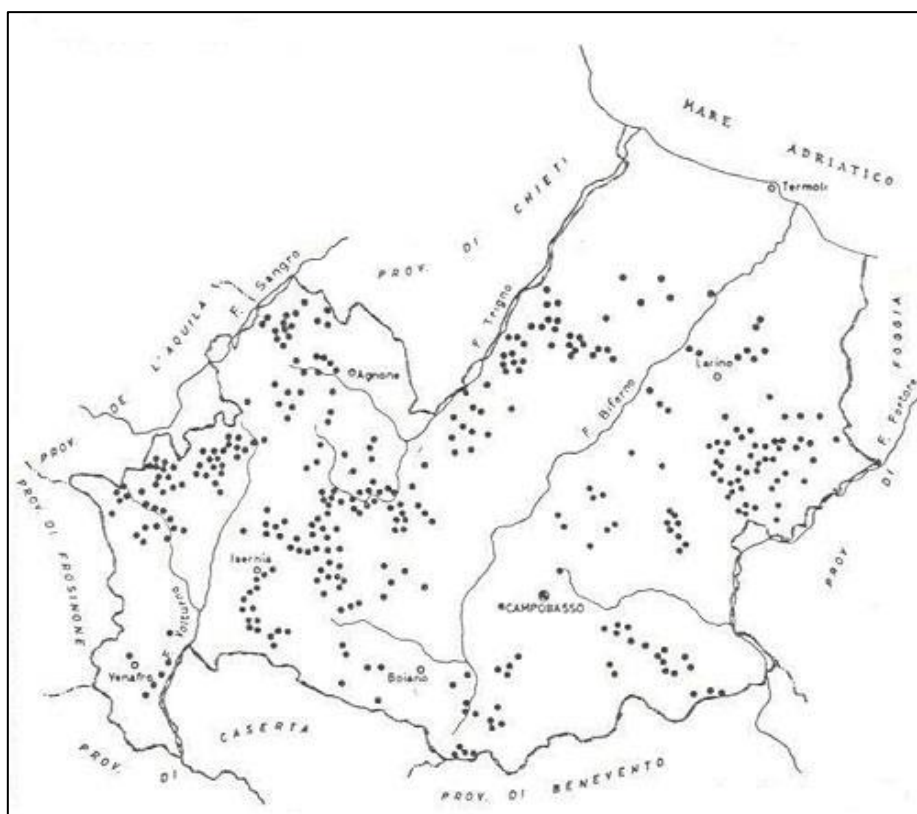 MARE
ADRIATICO
Termoli
PROV. DI CHIETI
F. Sangro
F. Trigno
PROV. DE L'AQUILA
Agnone
Larino
F. Biferno
FOGGIA
F. Fortore
PROV. DI
PROV. DI FROSINONE
Isernia
F. Volturno
CAMPOBASSO
Venafro
Boiano
CASERTA
PROV. DI
PROV. DI BENEVENTO